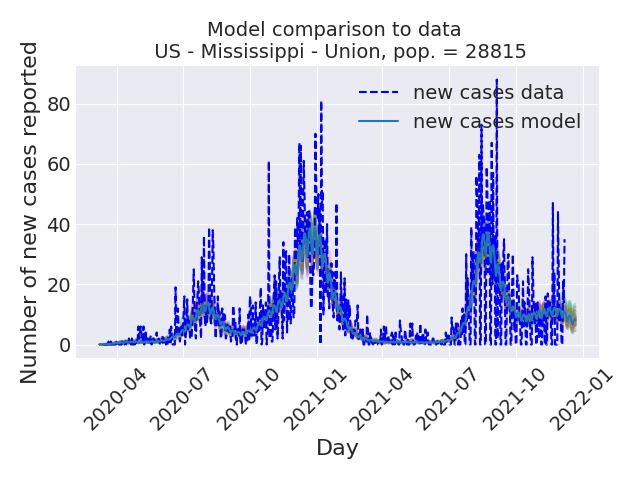 Model comparison to data
US - Mississippi - Union, pop. = 28815
Number of new cases reported
80
60
40
20
0
new cases data
new cases model
2020-04
2020-07
2020-10
2021-01
2021-04
2021-07
2021-10
2022-01
Day